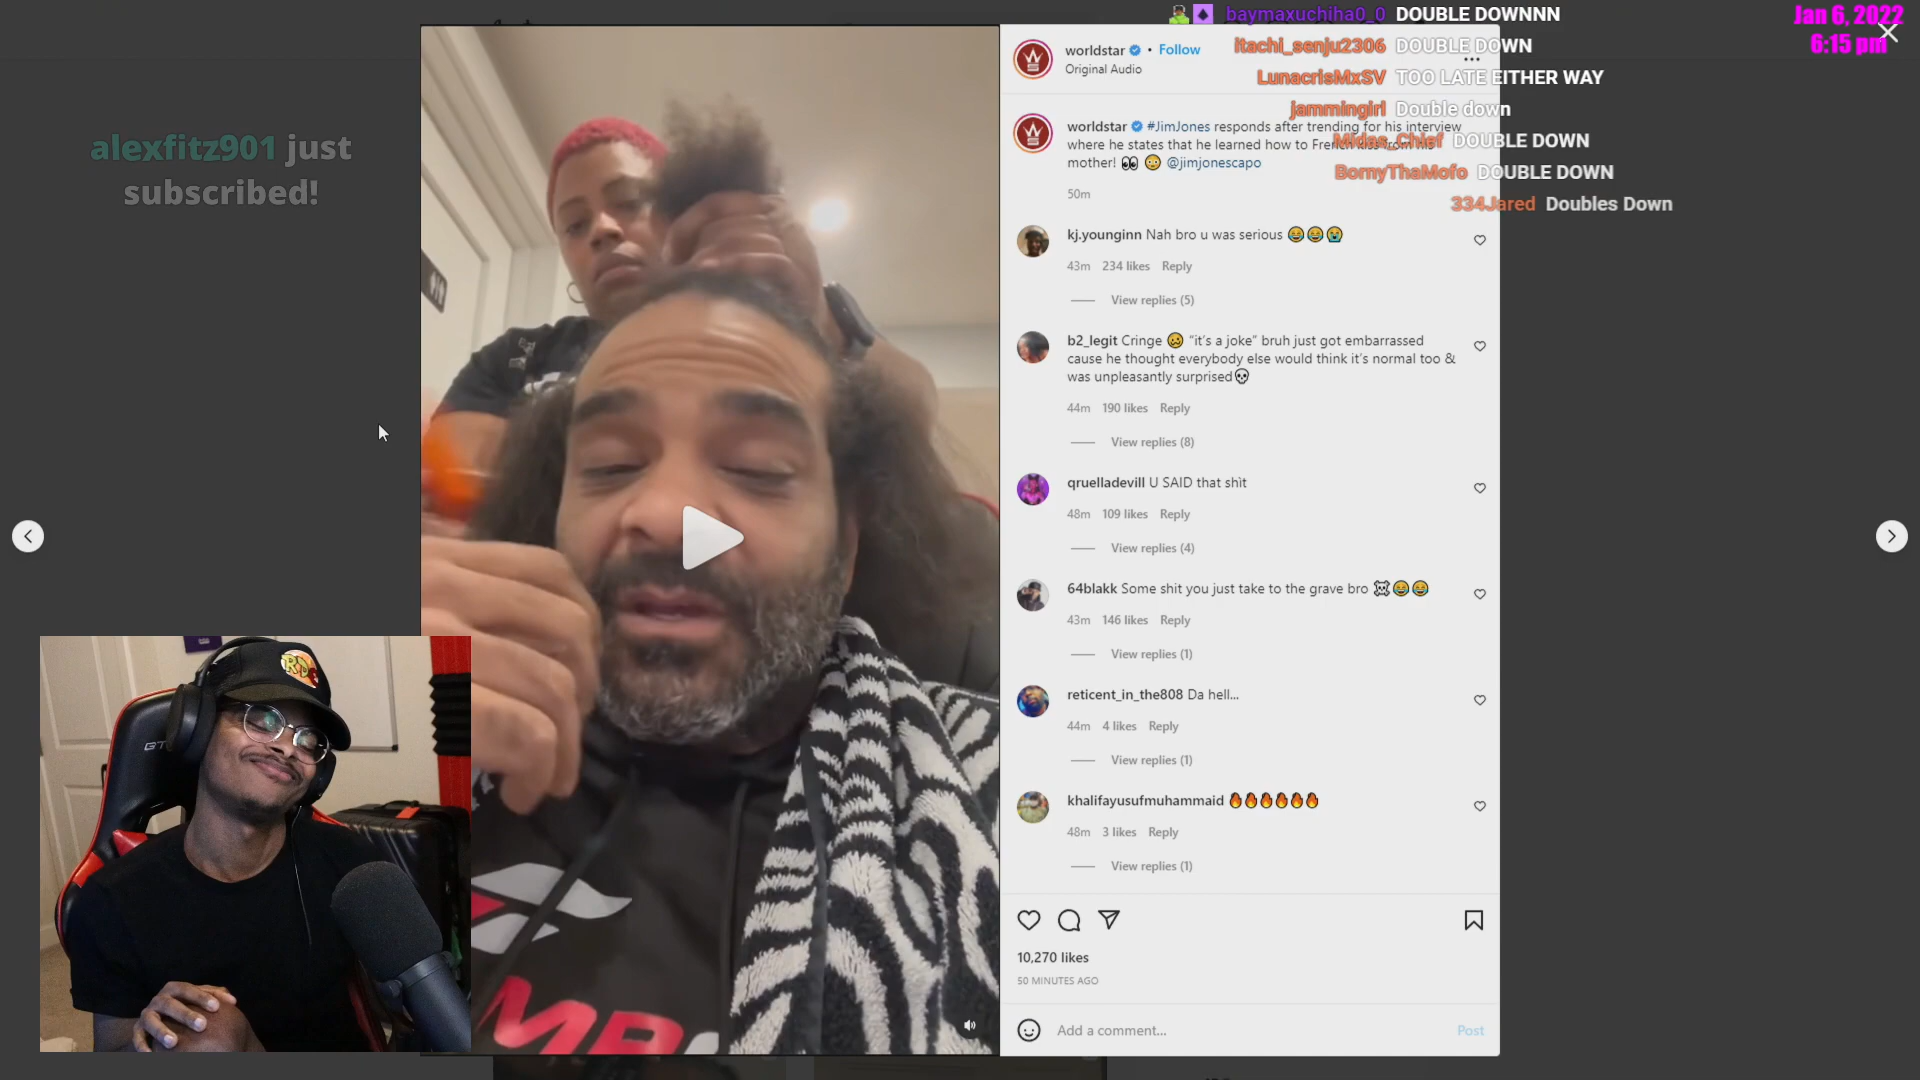 baymaxuchiha0_0 DOUBLE DOWNNN
itachi_senju2306 DOUBLE DOWN
LunacrisMxSV TOO LATE EITHER WAY
jammingirl Double down
Midas_Chief DOUBLE DOWN
BornyThaMofo DOUBLE DOWN
334Jared Doubles Down
Jan 6, 2022
6:15 pm
alexfitz901 just
subscribed!
worldstar • Follow
Original Audio
worldstar #JimJones responds after trending for his interview
where he states that he learned how to French kiss from his
mother! 👀 😳 @jimjonescapo
50m
kj.younginn Nah bro u was serious 😂😂😭
43m 234 likes Reply
View replies (5)
b2_legit Cringe 🥴 “it’s a joke” bruh just got embarrassed
cause he thought everybody else would think it’s normal too &
was unpleasantly surprised💀
44m 190 likes Reply
View replies (8)
qruelladevill U SAID that shìt
48m 109 likes Reply
View replies (4)
64blakk Some shit you just take to the grave bro ☠️😂😂
43m 146 likes Reply
View replies (1)
reticent_in_the808 Da hell...
44m 4 likes Reply
View replies (1)
khalifayusufmuhammaid 🔥🔥🔥🔥🔥🔥
48m 3 likes Reply
View replies (1)
10,270 likes
50 MINUTES AGO
Add a comment... Post
GT